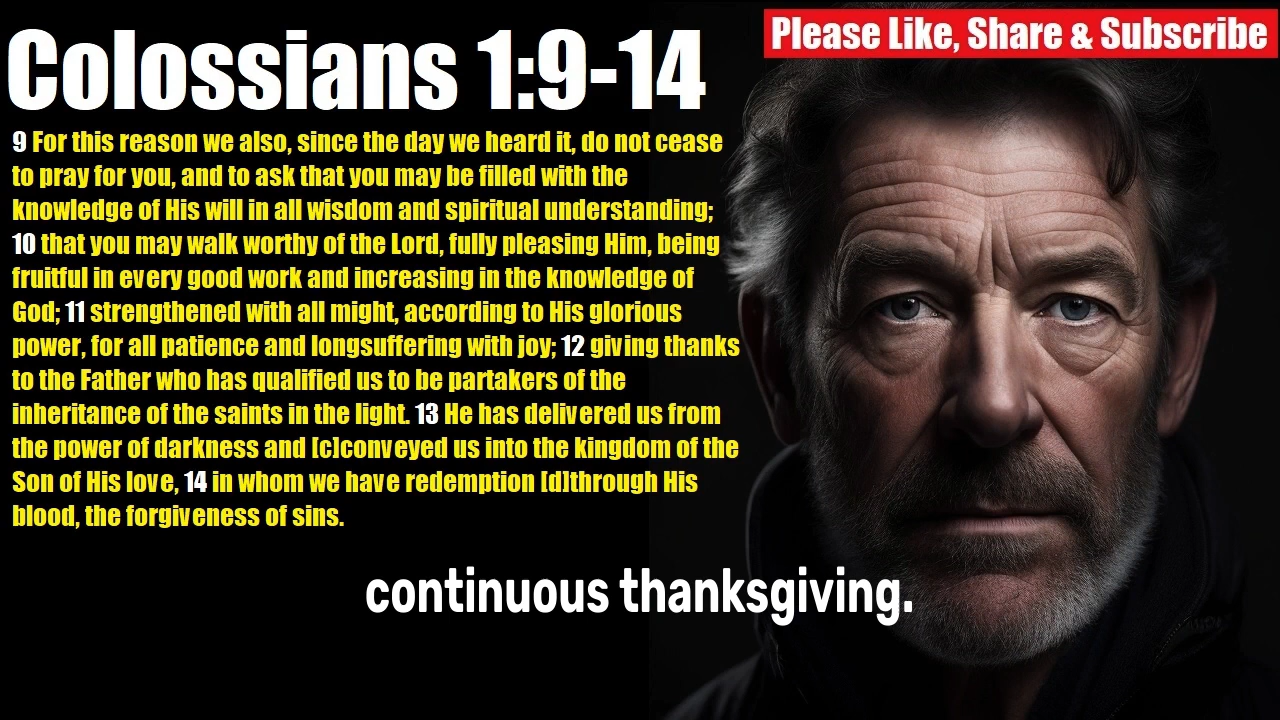 Colossians 1:9-14
Please Like, Share & Subscribe
9 For this reason we also, since the day we heard it, do not cease
to pray for you, and to ask that you may be filled with the
knowledge of His will in all wisdom and spiritual understanding;
10 that you may walk worthy of the Lord, fully pleasing Him, being
fruitful in every good work and increasing in the knowledge of
God; 11 strengthened with all might, according to His glorious
power, for all patience and longsuffering with joy; 12 giving thanks
to the Father who has qualified us to be partakers of the
inheritance of the saints in the light. 13 He has delivered us from
the power of darkness and [c]conveyed us into the kingdom of the
Son of His love, 14 in whom we have redemption [d]through His
blood, the forgiveness of sins.
continuous thanksgiving.